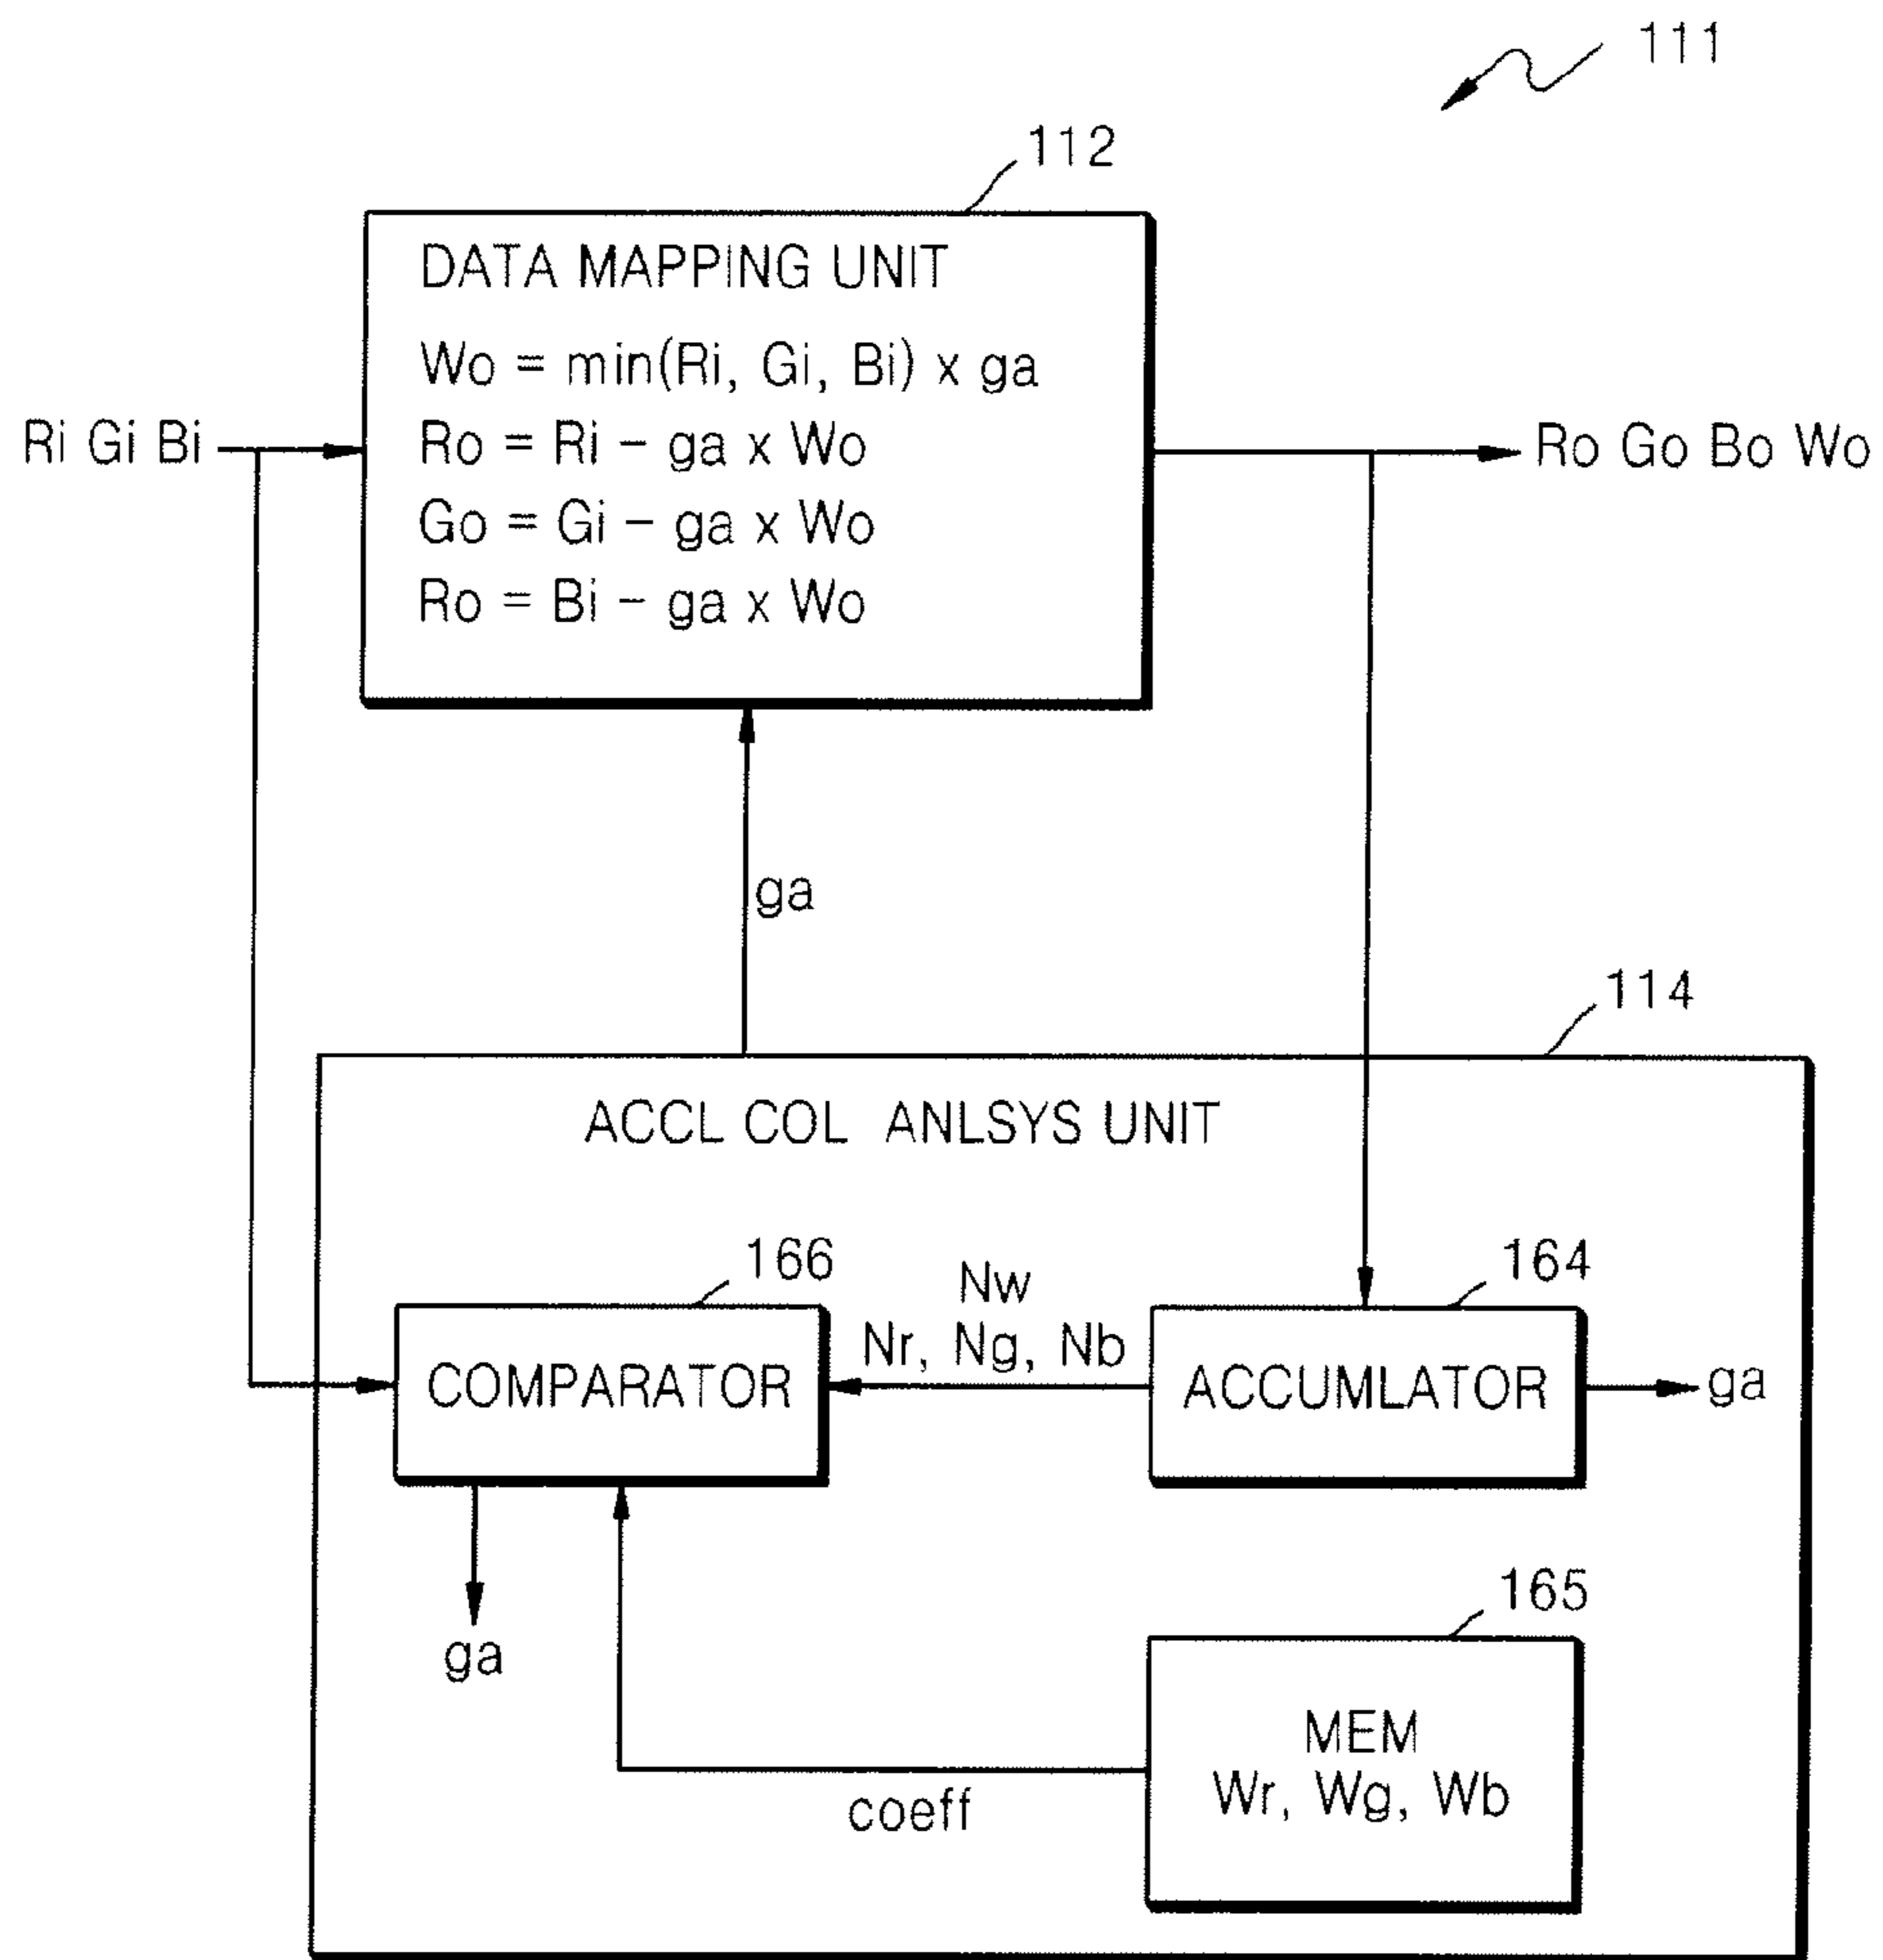 111
112
DATA MAPPING UNIT
Wo = min(Ri, Gi, Bi) x ga
Ro = Ri - ga x Wo
Go = Gi - ga x Wo
Ro = Bi - ga x Wo
Ri Gi Bi
Ro Go Bo Wo
ga
114
ACCL COL ANLSYS UNIT
166
Nw
Nr, Ng, Nb
164
COMPARATOR
ACCUMLATOR
ga
ga
165
MEM
Wr, Wg, Wb
coeff